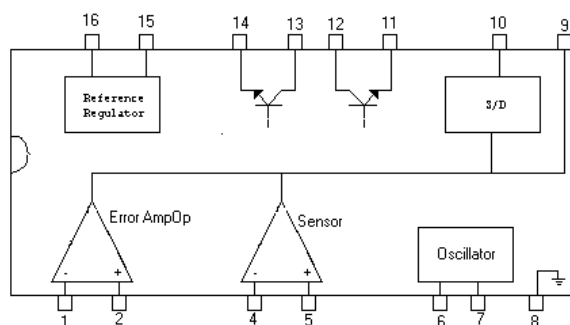 16 15 14 13 12 11 10 9
Reference
Regulator
S/D
Error AmpOp
Sensor
Oscillator
- + - +
1 2 4 5 6 7 8